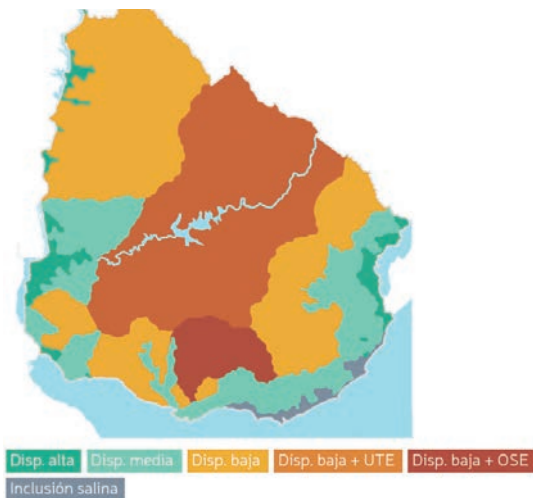 Disp. alta Disp. media Disp. baja Disp. baja + UTE Disp. baja + OSE
Inclusión salina